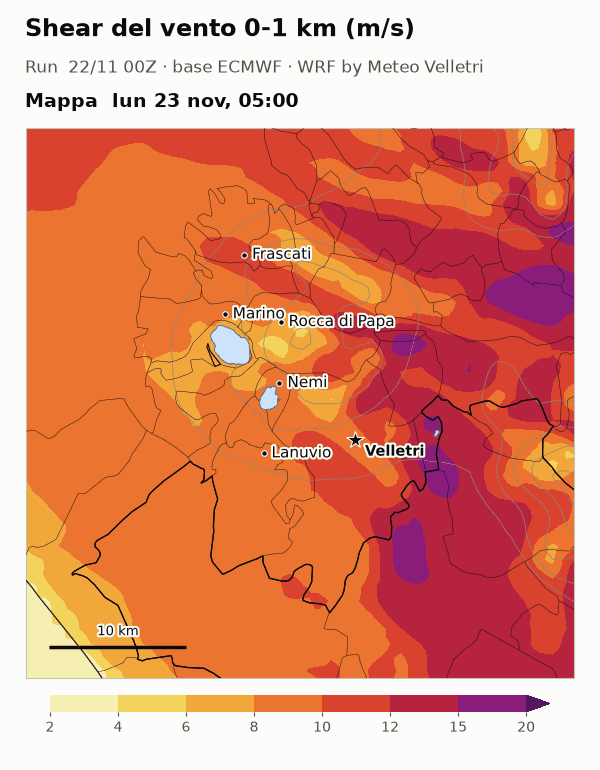 Shear del vento 0-1 km (m/s)
Run 22/11 00Z · base ECMWF · WRF by Meteo Velletri
Mappa lun 23 nov, 05:00
Frascati
Marino
Rocca di Papa
Nemi
Velletri
Lanuvio
10 km
2 4 6 8 10 12 15 20